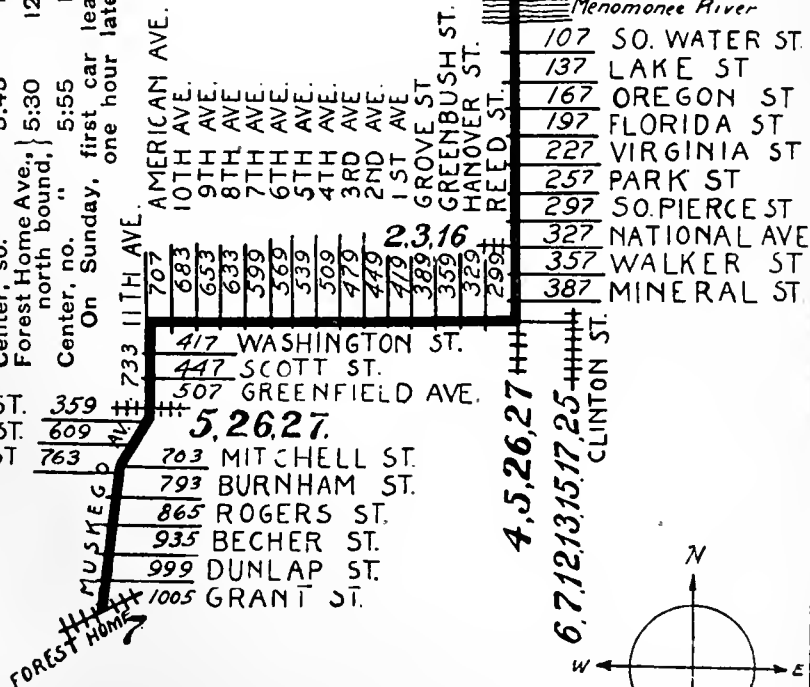 Menomonee River
107 SO. WATER ST.
137 LAKE ST
167 OREGON ST
197 FLORIDA ST
227 VIRGINIA ST
257 PARK ST
297 SO. PIERCE ST
327 NATIONAL AVE
357 WALKER ST
387 MINERAL ST.
Center, so.
Forest Home Ave., } 5:30
north bound,
Center, no. " 5:55
On Sunday, first car
one hour
11TH AVE. 733
AMERICAN AVE. 707
10TH AVE. 683
9TH AVE. 653
8TH AVE. 633
7TH AVE. 599
6TH AVE. 569
5TH AVE. 539
4TH AVE. 509
3RD AVE. 479
2ND AVE. 449
1ST AVE 419
GROVE ST 389
GREENBUSH ST. 359
HANOVER ST. 329
REED ST. 299
2,3,16
417 WASHINGTON ST.
447 SCOTT ST.
507 GREENFIELD AVE.
5,26,27.
ST. 359
ST. 609
ST 763
MUSKEGO AV.
763 MITCHELL ST.
793 BURNHAM ST.
865 ROGERS ST.
935 BECHER ST.
999 DUNLAP ST.
1005 GRANT ST.
FOREST HOME
7
4,5,26,27
6,7,12,13,15,17,25
CLINTON ST.
N
W E